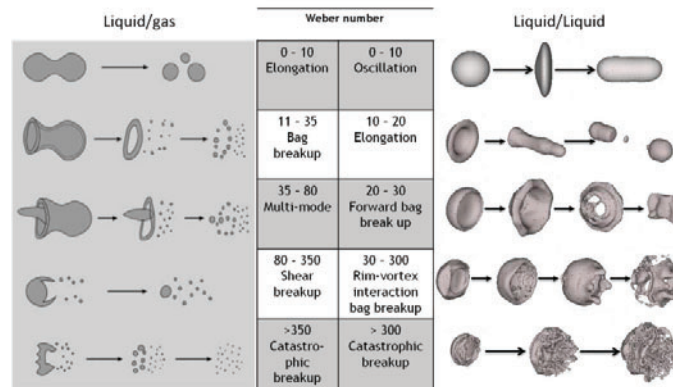 Liquid/gas
Weber number
Liquid/Liquid
0 – 10
Elongation
0 – 10
Oscillation
11 – 35
Bag
breakup
10 – 20
Elongation
35 – 80
Multi-mode
20 – 30
Forward bag
break up
80 – 350
Shear
breakup
30 – 300
Rim-vortex
interaction
bag breakup
>350
Catastro-
phic
breakup
> 300
Catastrophic
breakup